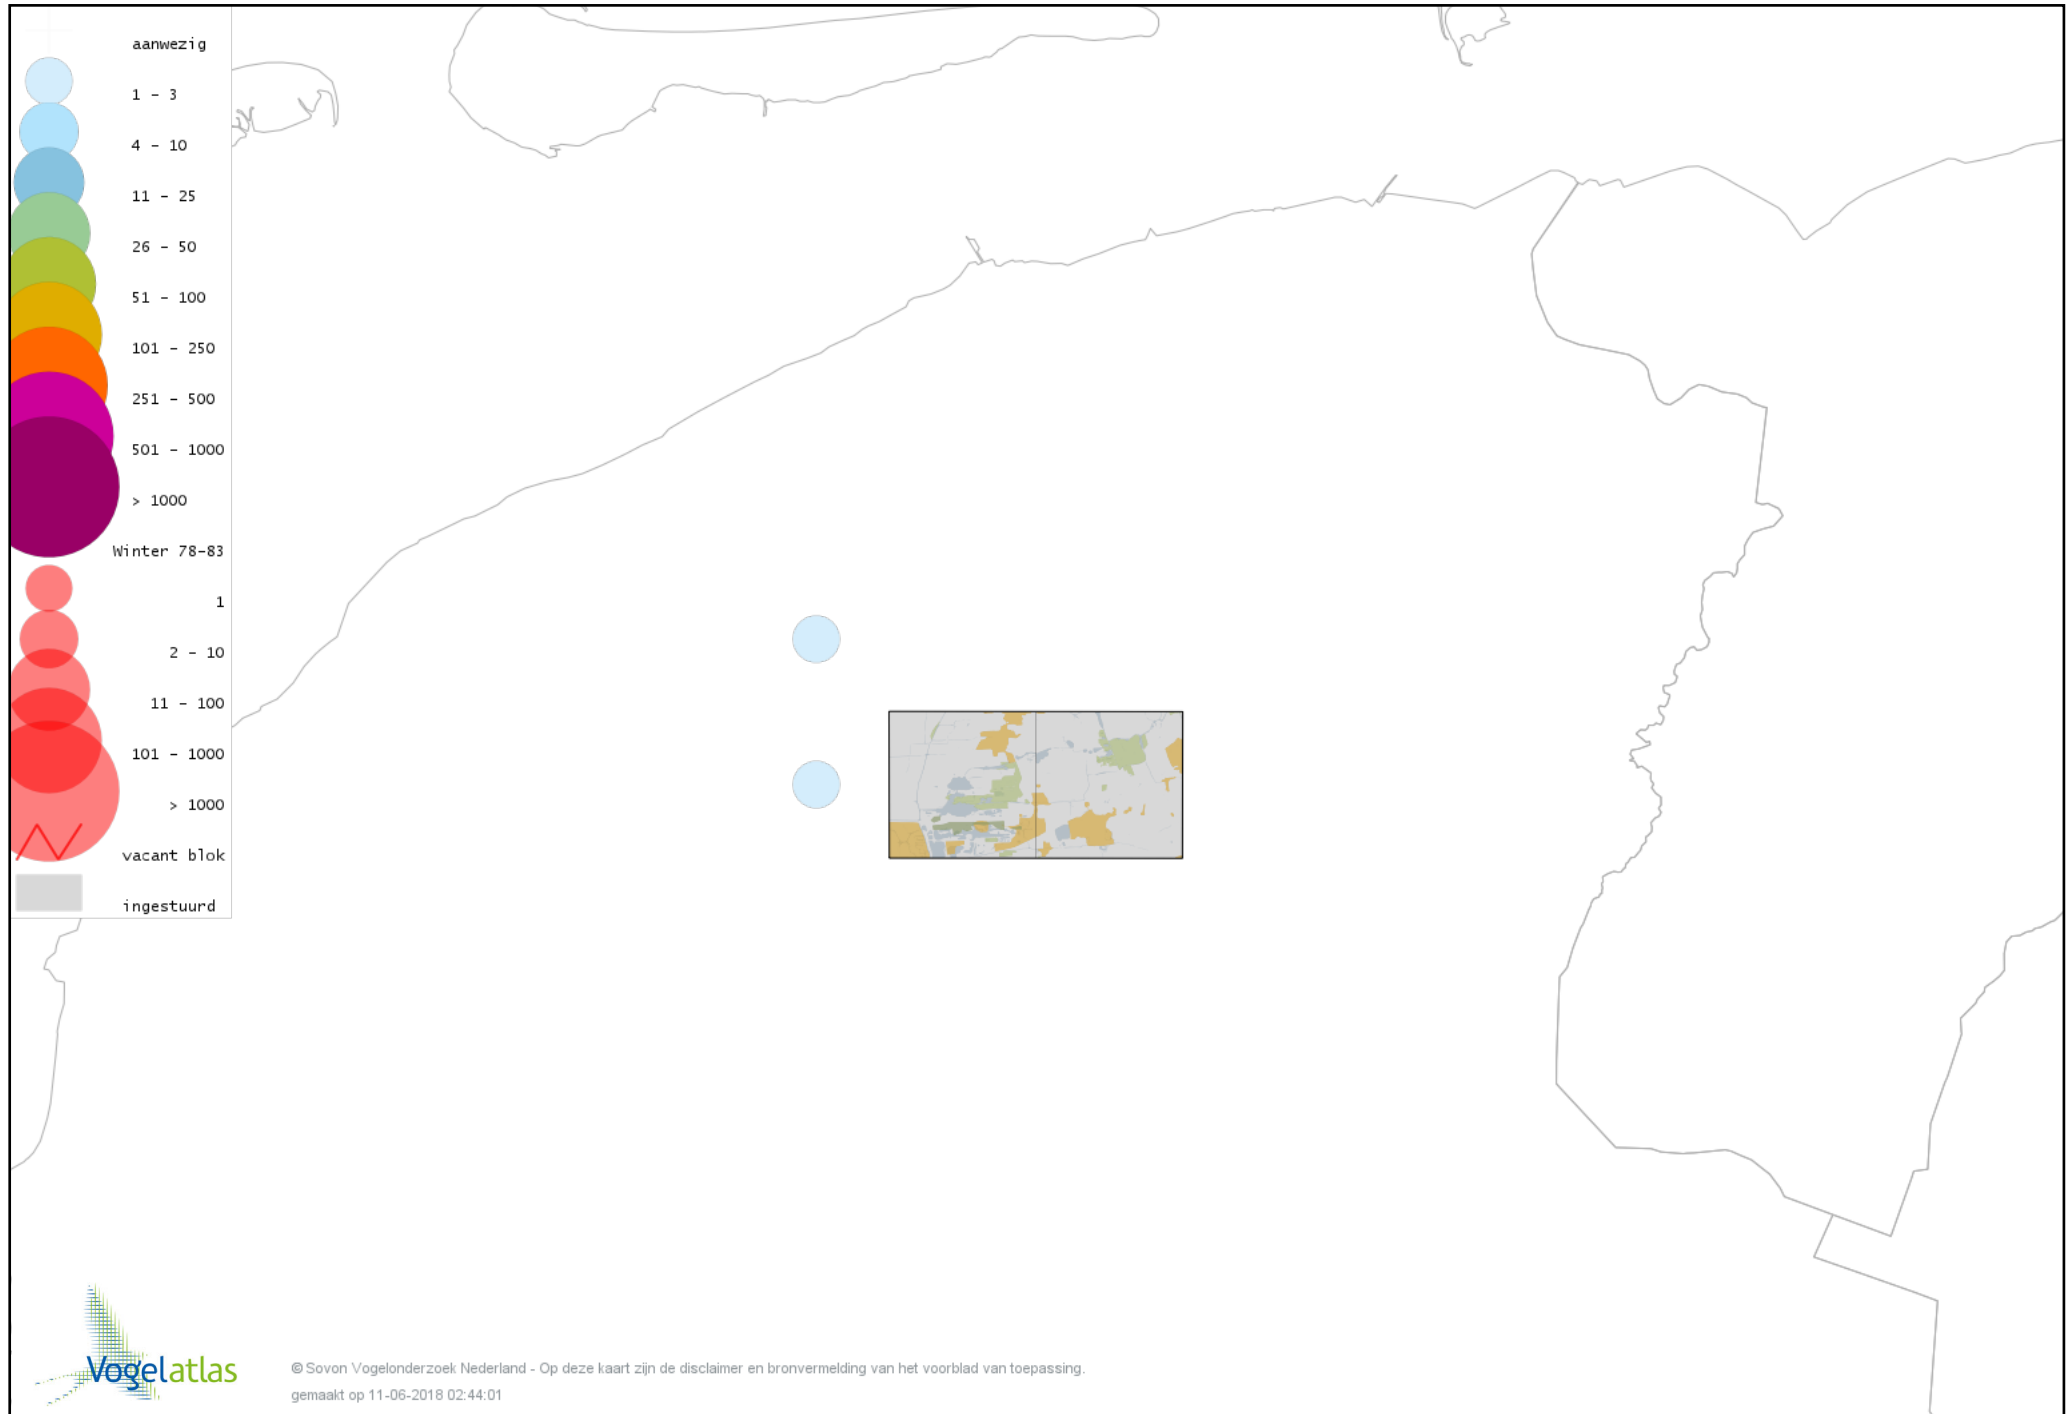 aanwezig
1 - 3
4 - 10
11 - 25
26 - 50
51 - 100
101 - 250
251 - 500
501 - 1000
> 1000
Winter 78-83
1
2 - 10
11 - 100
101 - 1000
> 1000
vacant blok
ingestuurd
Vogelatlas
© Sovon Vogelonderzoek Nederland - Op deze kaart zijn de disclaimer en bronvermelding van het voorblad van toepassing.
gemaakt op 11-06-2018 02:44:01